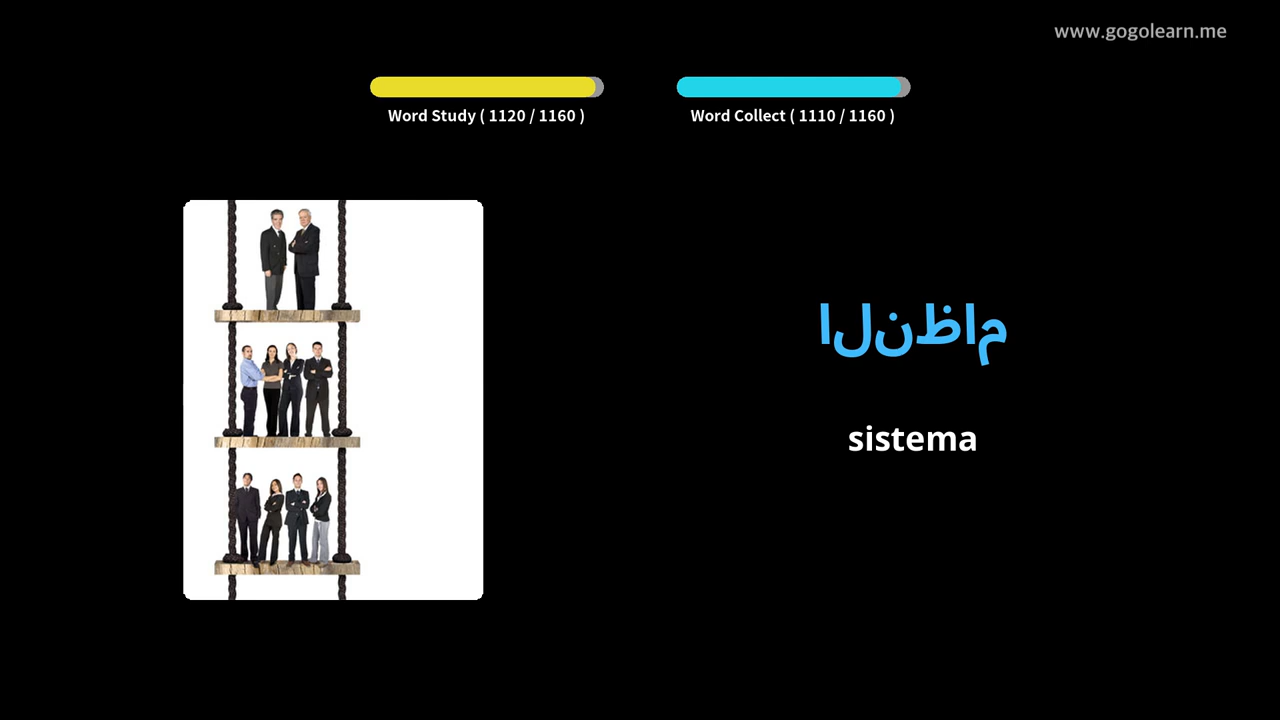 www.gogolearn.me
Word Study ( 1120 / 1160 )
Word Collect ( 1110 / 1160 )
النظام
sistema